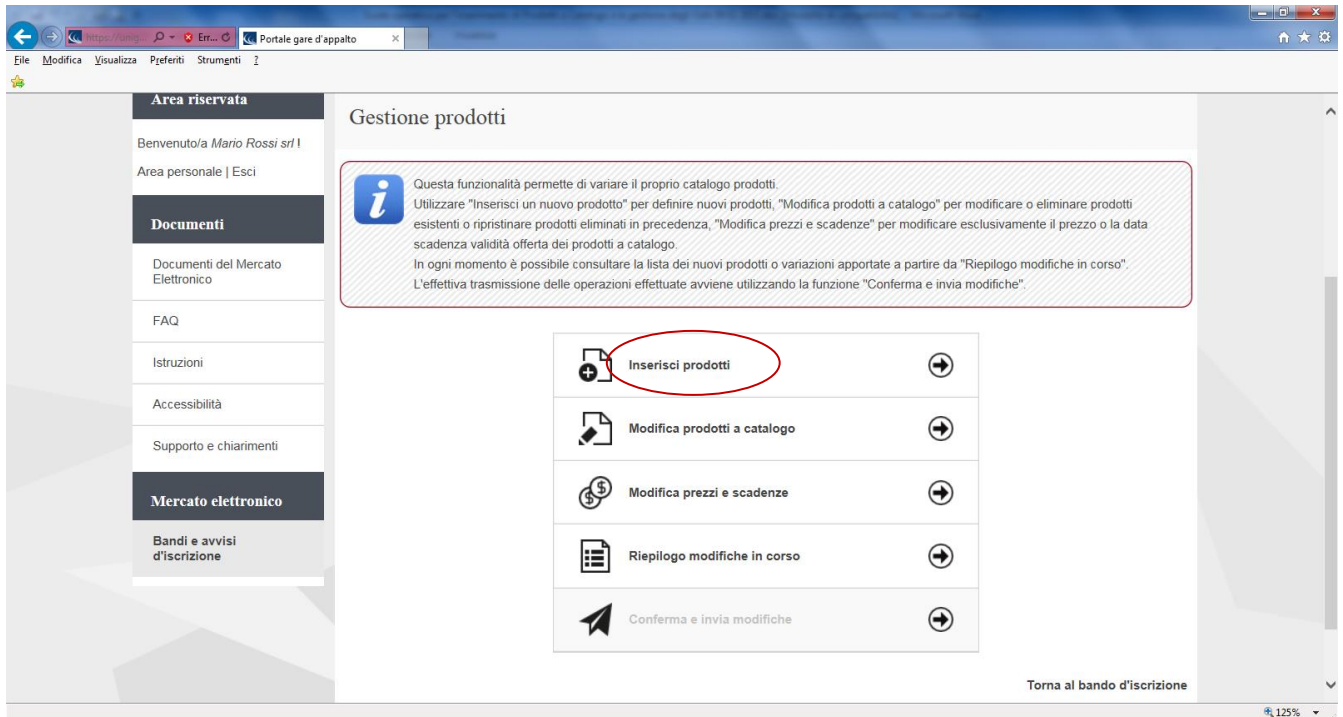 https://unig
Err...
Portale gare d'appalto
File Modifica Visualizza Preferiti Strumenti ?
Area riservata
Benvenuto/a Mario Rossi srl !
Area personale | Esci
Documenti
Documenti del Mercato
Elettronico
FAQ
Istruzioni
Accessibilità
Supporto e chiarimenti
Mercato elettronico
Bandi e avvisi
d'iscrizione
Gestione prodotti
Questa funzionalità permette di variare il proprio catalogo prodotti.
Utilizzare "Inserisci un nuovo prodotto" per definire nuovi prodotti, "Modifica prodotti a catalogo" per modificare o eliminare prodotti
esistenti o ripristinare prodotti eliminati in precedenza, "Modifica prezzi e scadenze" per modificare esclusivamente il prezzo o la data
scadenza validità offerta dei prodotti a catalogo.
In ogni momento è possibile consultare la lista dei nuovi prodotti o variazioni apportate a partire da "Riepilogo modifiche in corso".
L'effettiva trasmissione delle operazioni effettuate avviene utilizzando la funzione "Conferma e invia modifiche".
Inserisci prodotti
Modifica prodotti a catalogo
Modifica prezzi e scadenze
Riepilogo modifiche in corso
Conferma e invia modifiche
Torna al bando d'iscrizione
125%